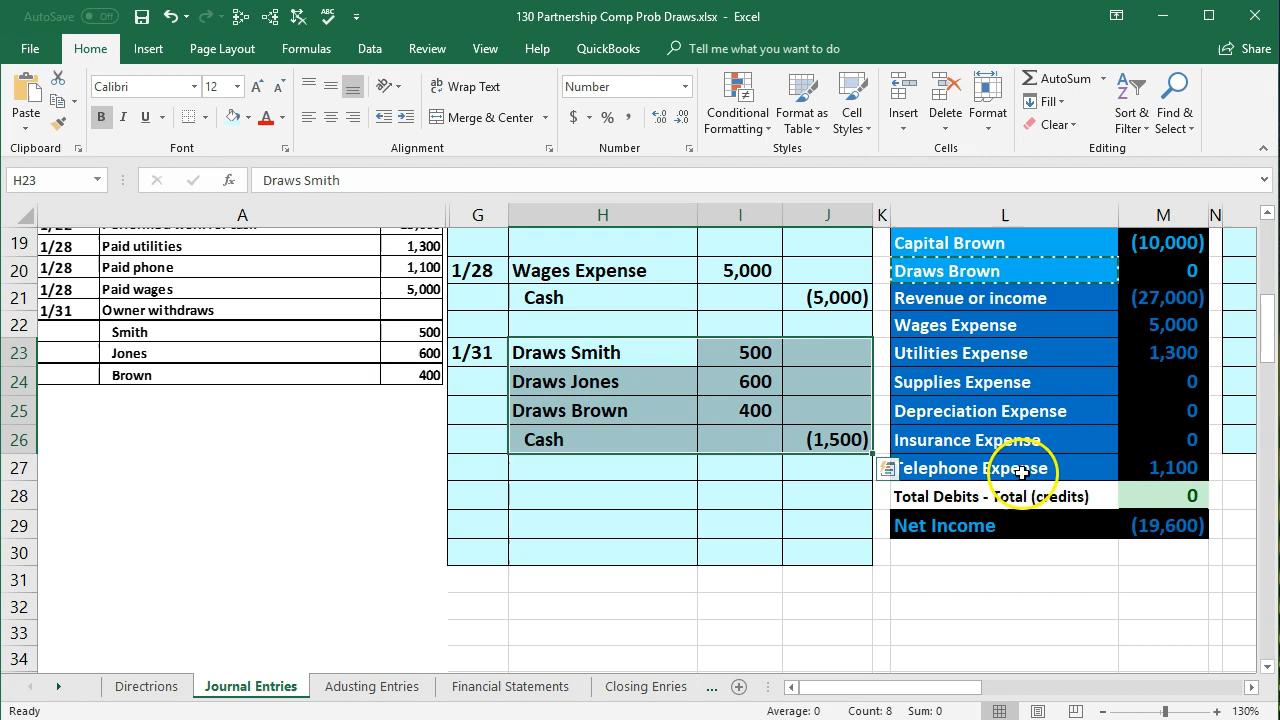 AutoSave Off 130 Partnership Comp Prob Draws.xlsx - Excel
File Home Insert Page Layout Formulas Data Review View Help QuickBooks Tell me what you want to do Share
Paste Calibri 12 A A Wrap Text Number Conditional Formatting Format as Table Cell Styles Insert Delete Format AutoSum Fill Clear Sort & Filter Find & Select
B I U A Merge & Center $ % ,
Clipboard Font Alignment Number Styles Cells Editing
H23 fx Draws Smith
A G H I J K L M N
19 Capital Brown (10,000)
1/28 Paid utilities 1,300
20 1/28 Wages Expense 5,000 Draws Brown 0
1/28 Paid phone 1,100
21 1/28 Paid wages 5,000 Cash (5,000) Revenue or income (27,000)
1/31 Owner withdraws
22 Wages Expense 5,000
Smith 500
23 1/31 Draws Smith 500 Utilities Expense 1,300
Jones 600
24 Draws Jones 600 Supplies Expense 0
Brown 400
25 Draws Brown 400 Depreciation Expense 0
26 Cash (1,500) Insurance Expense 0
27 Telephone Expense 1,100
28 Total Debits - Total (credits) 0
29 Net Income (19,600)
30
31
32
33
34
Directions Journal Entries Adusting Entries Financial Statements Closing Enries ...
Ready Average: 0 Count: 8 Sum: 0 130%